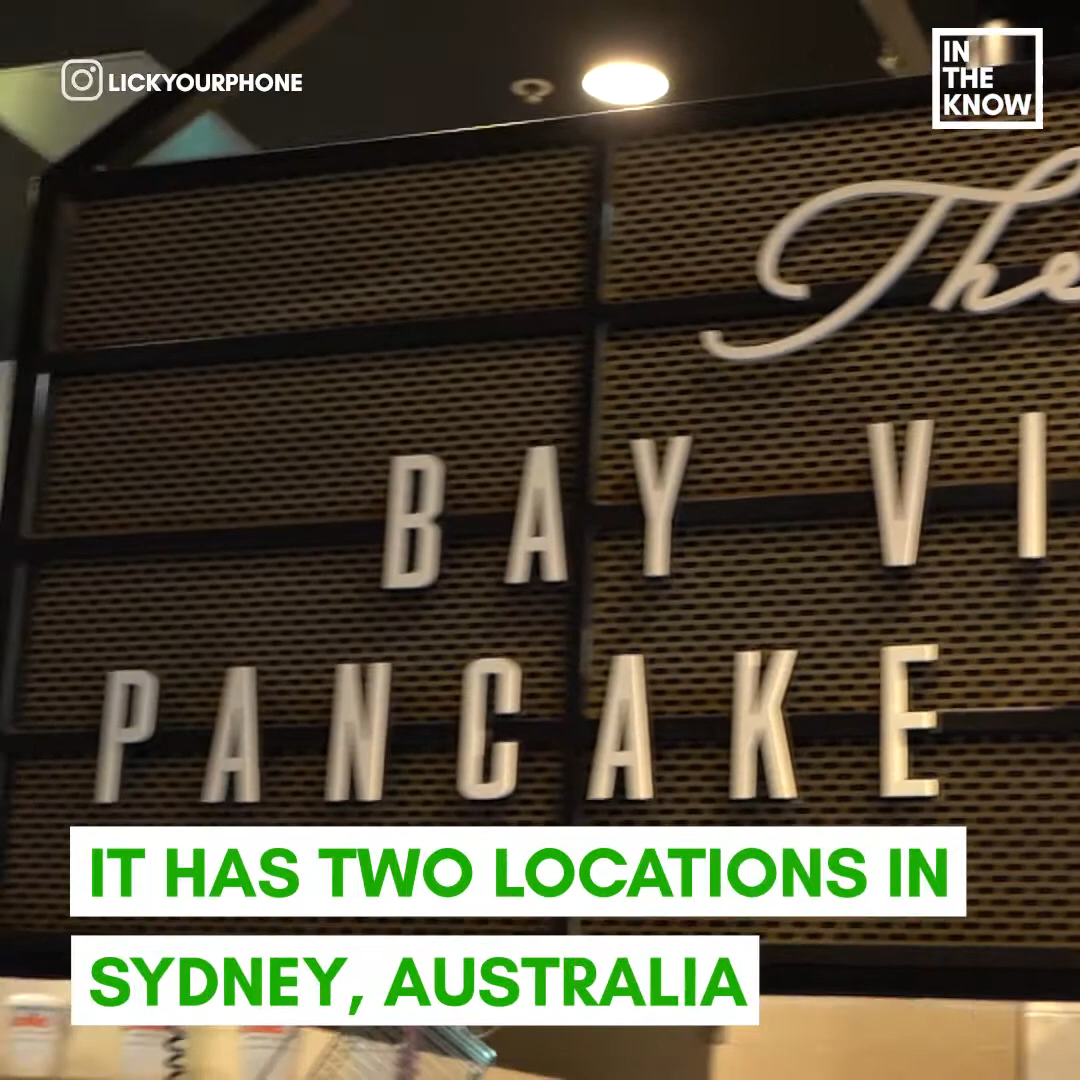 LICKYOURPHONE
IN
THE
KNOW
The
BAY VI
PANCAKE
IT HAS TWO LOCATIONS IN
SYDNEY, AUSTRALIA